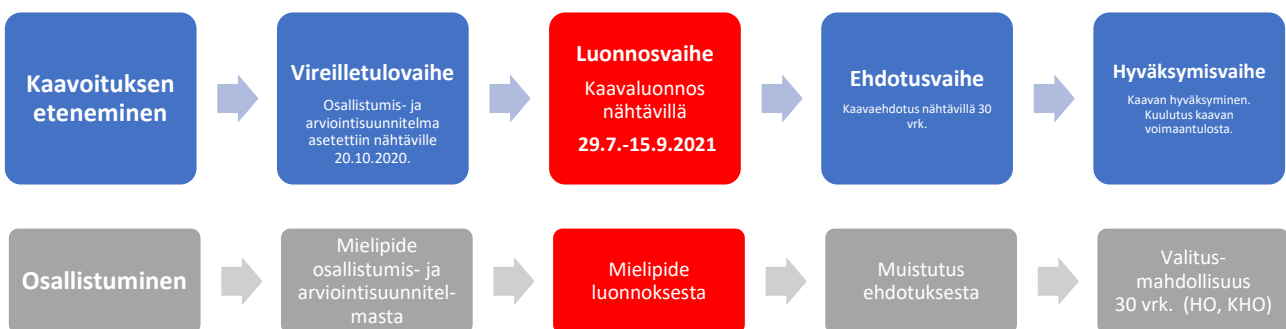 Kaavoituksen
eteneminen
Vireilletulovaihe
Osallistumis- ja
arviointisuunnitelma
asetettiin nähtäville
20.10.2020.
Luonnosvaihe
Kaavaluonnos
nähtävillä
29.7.-15.9.2021
Ehdotusvaihe
Kaavaehdotus nähtävillä 30
vrk.
Hyväksymisvaihe
Kaavan hyväksyminen.
Kuulutus kaavan
voimaantulosta.
Osallistuminen
Mielipide
osallistumis- ja
arviointisuunnitel-
masta
Mielipide
luonnoksesta
Muistutus
ehdotuksesta
Valitus-
mahdollisuus
30 vrk. (HO, KHO)